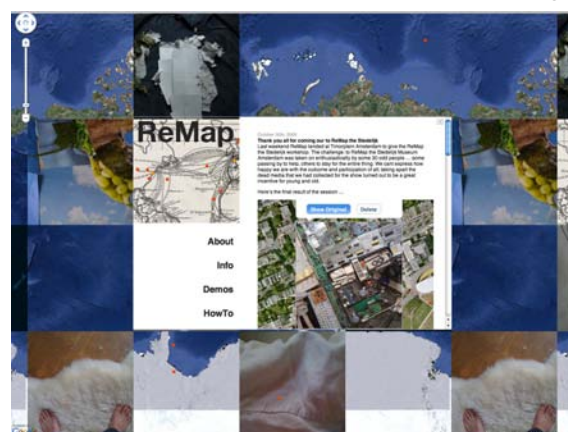 ReMap
October 30th, 2009
Thank you all for coming our to ReMap the Stedelijk
Last weekend ReMap landed at Timorplein Amsterdam to give the ReMap
the Stedelijk workshop. The challenge: to ReMap the Stedelijk Museum
Amsterdam was taken on enthusiastically by some 30 odd people ... some
passing by to help, others to stay for the entire thing. We cant express how
happy we are with the outcome and participation of all; taking apart the
dead media that we had collected for the show turned out to be a great
incentive for young and old.
Here's the final result of the session ...
Show Original
Delete
About
Info
Demos
HowTo